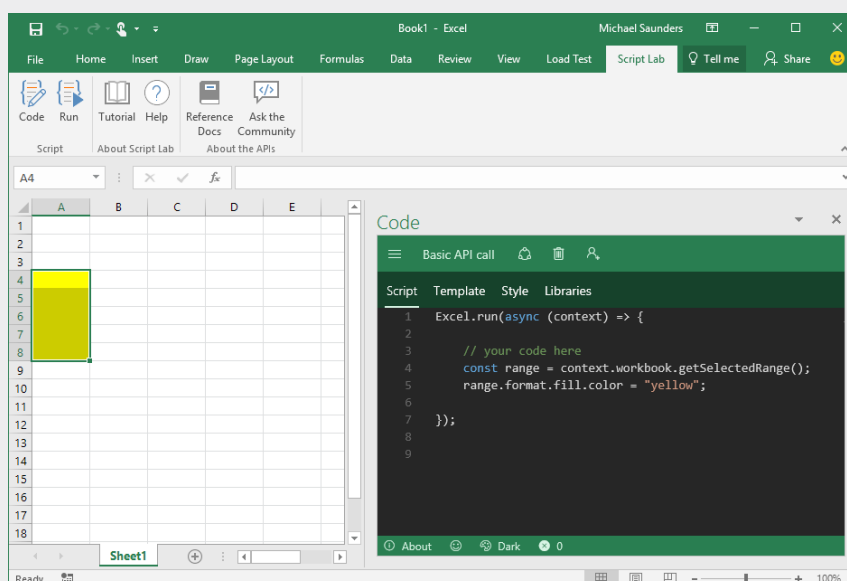 Book1 - Excel
Michael Saunders
File Home Insert Draw Page Layout Formulas Data Review View Load Test Script Lab Tell me Share
Code Run Tutorial Help Reference Docs Ask the Community
Script About Script Lab About the APIs
A4 fx
A B C D E
1
2
3
4
5
6
7
8
9
10
11
12
13
14
15
16
17
18
Sheet1
Code
Basic API call
Script Template Style Libraries
1 Excel.run(async (context) => {
2
3 // your code here
4 const range = context.workbook.getSelectedRange();
5 range.format.fill.color = "yellow";
6
7 });
8
9
About Dark 0
Ready 100%